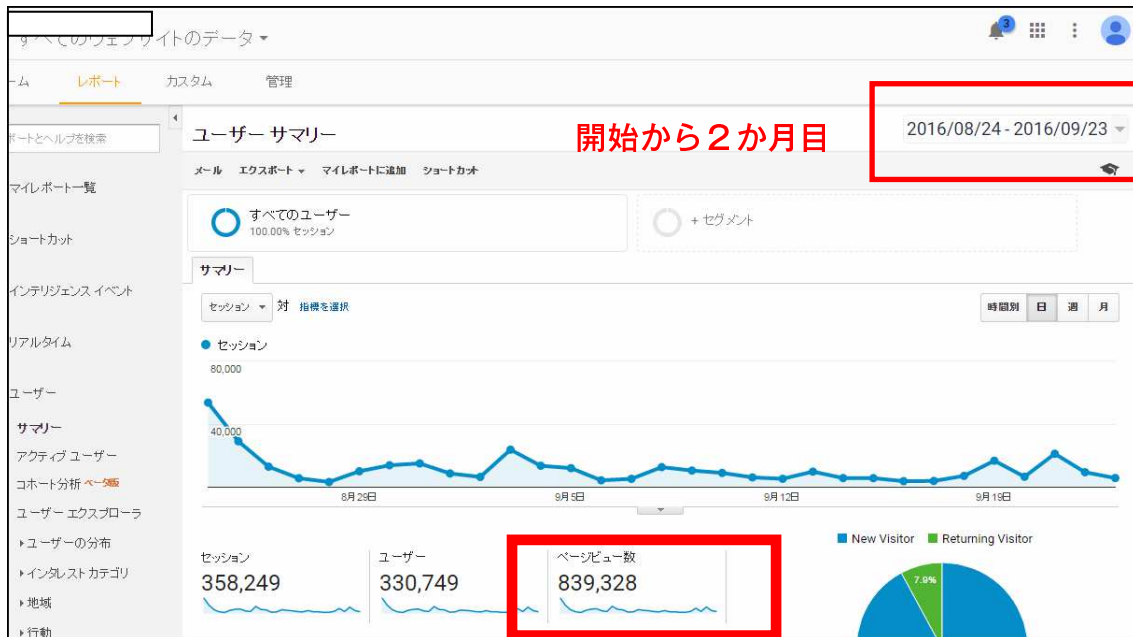 すべてのウェブサイトのデータ
3
ーム レポート カスタム 管理
ポートとヘルプを検索
ユーザー サマリー
開始から２か月目
2016/08/24 - 2016/09/23
メール エクスポート マイレポートに追加 ショートカット
マイレポート一覧
すべてのユーザー
100.00% セッション
+ セグメント
ショートカット
サマリー
インテリジェンス イベント
セッション 対 指標を選択
時間別 日 週 月
リアルタイム
セッション
80,000
40,000
8月29日 9月5日 9月12日 9月19日
ユーザー
サマリー
アクティブ ユーザー
コホート分析 ベータ版
ユーザー エクスプローラ
ユーザーの分布
インタレスト カテゴリ
地域
行動
セッション
358,249
ユーザー
330,749
ページビュー数
839,328
New Visitor Returning Visitor
7.9%